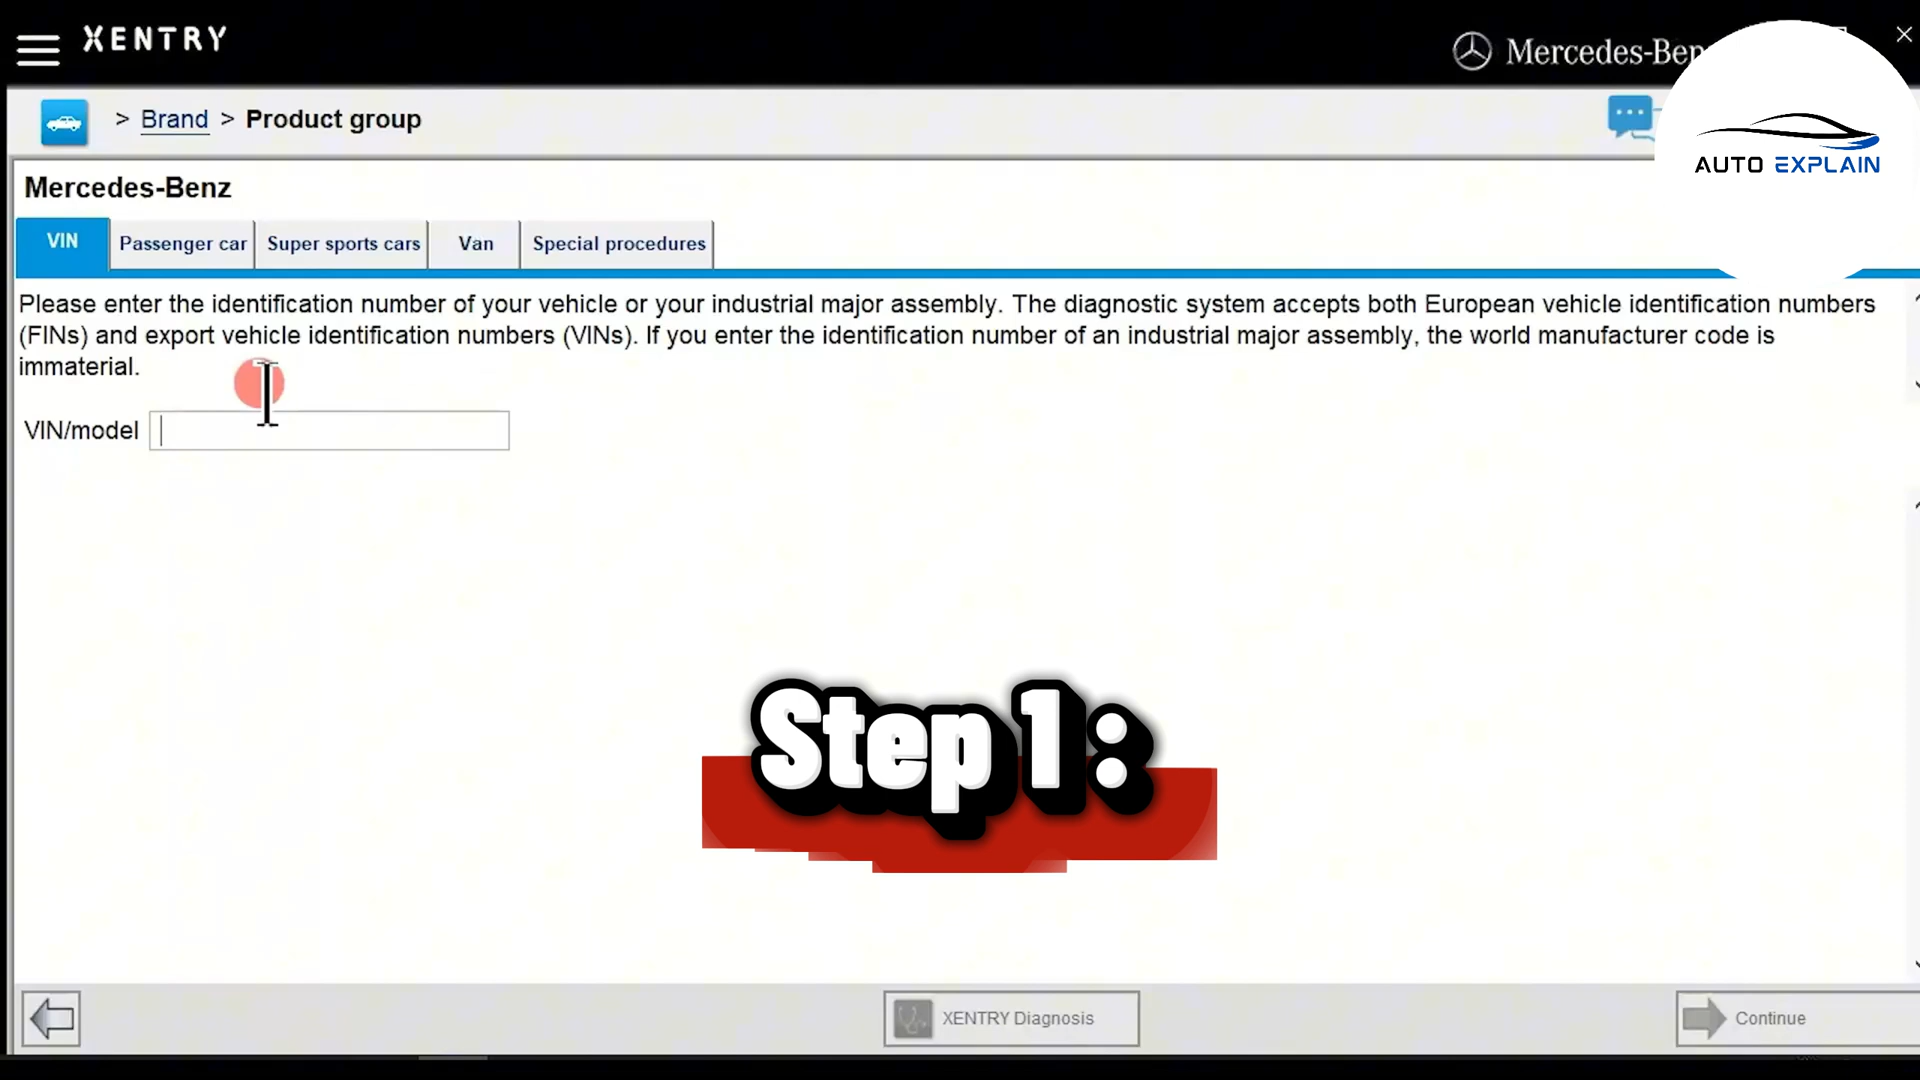 XENTRY
Mercedes-Ben
> Brand > Product group
AUTO EXPLAIN
Mercedes-Benz
VIN
Passenger car
Super sports cars
Van
Special procedures
Please enter the identification number of your vehicle or your industrial major assembly. The diagnostic system accepts both European vehicle identification numbers
(FINs) and export vehicle identification numbers (VINs). If you enter the identification number of an industrial major assembly, the world manufacturer code is
immaterial.
VIN/model
Step 1:
XENTRY Diagnosis
Continue